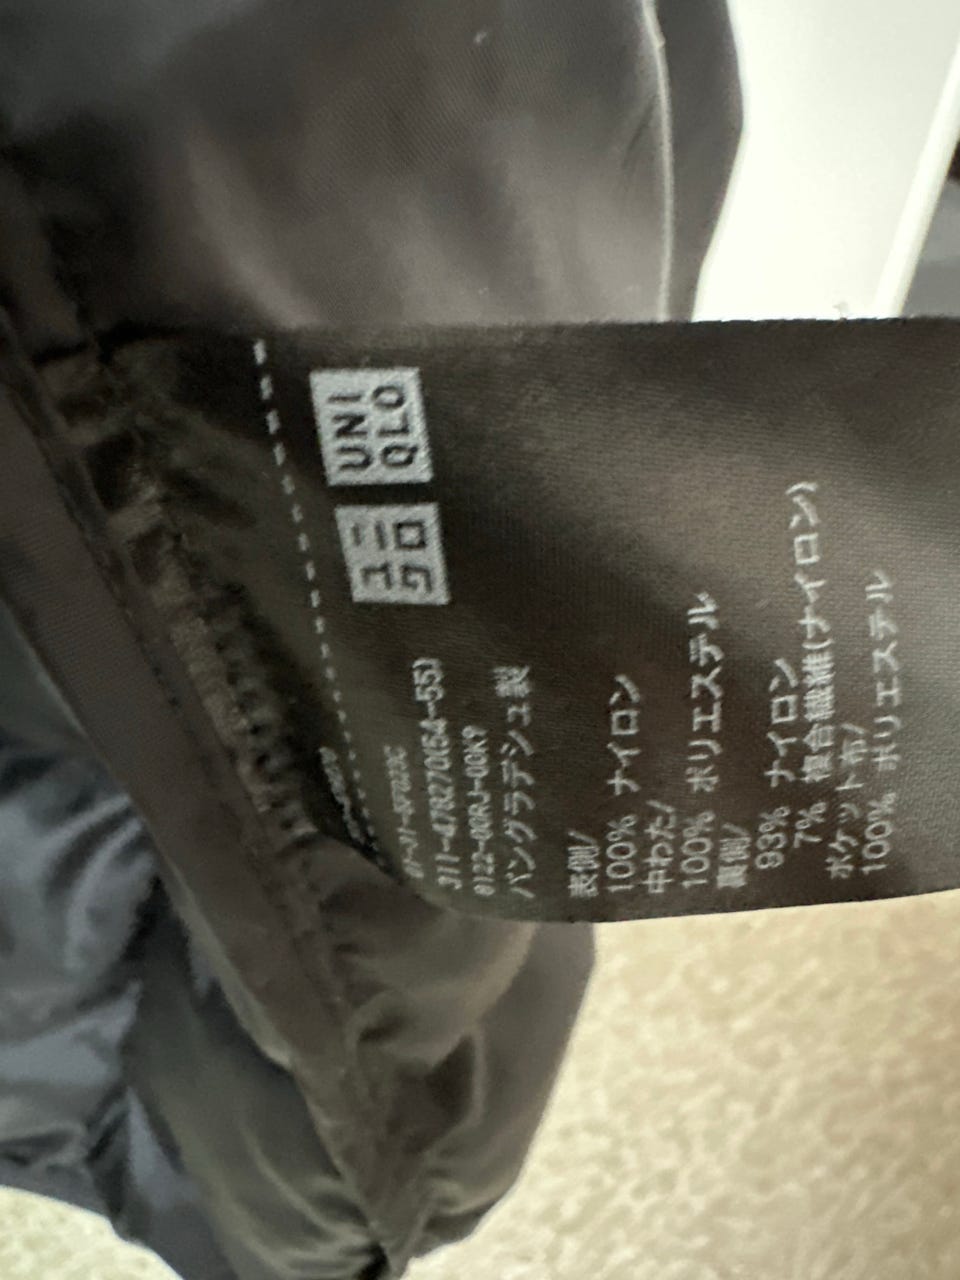 UNI
QLO
ユニ
クロ
311-478270(54-55)
バングラデシュ製
表側/
100% ナイロン
中わた/
100% ポリエステル
裏側/
93% ナイロン
7% 複合繊維(ナイロン)
ポケット布/
100% ポリエステル